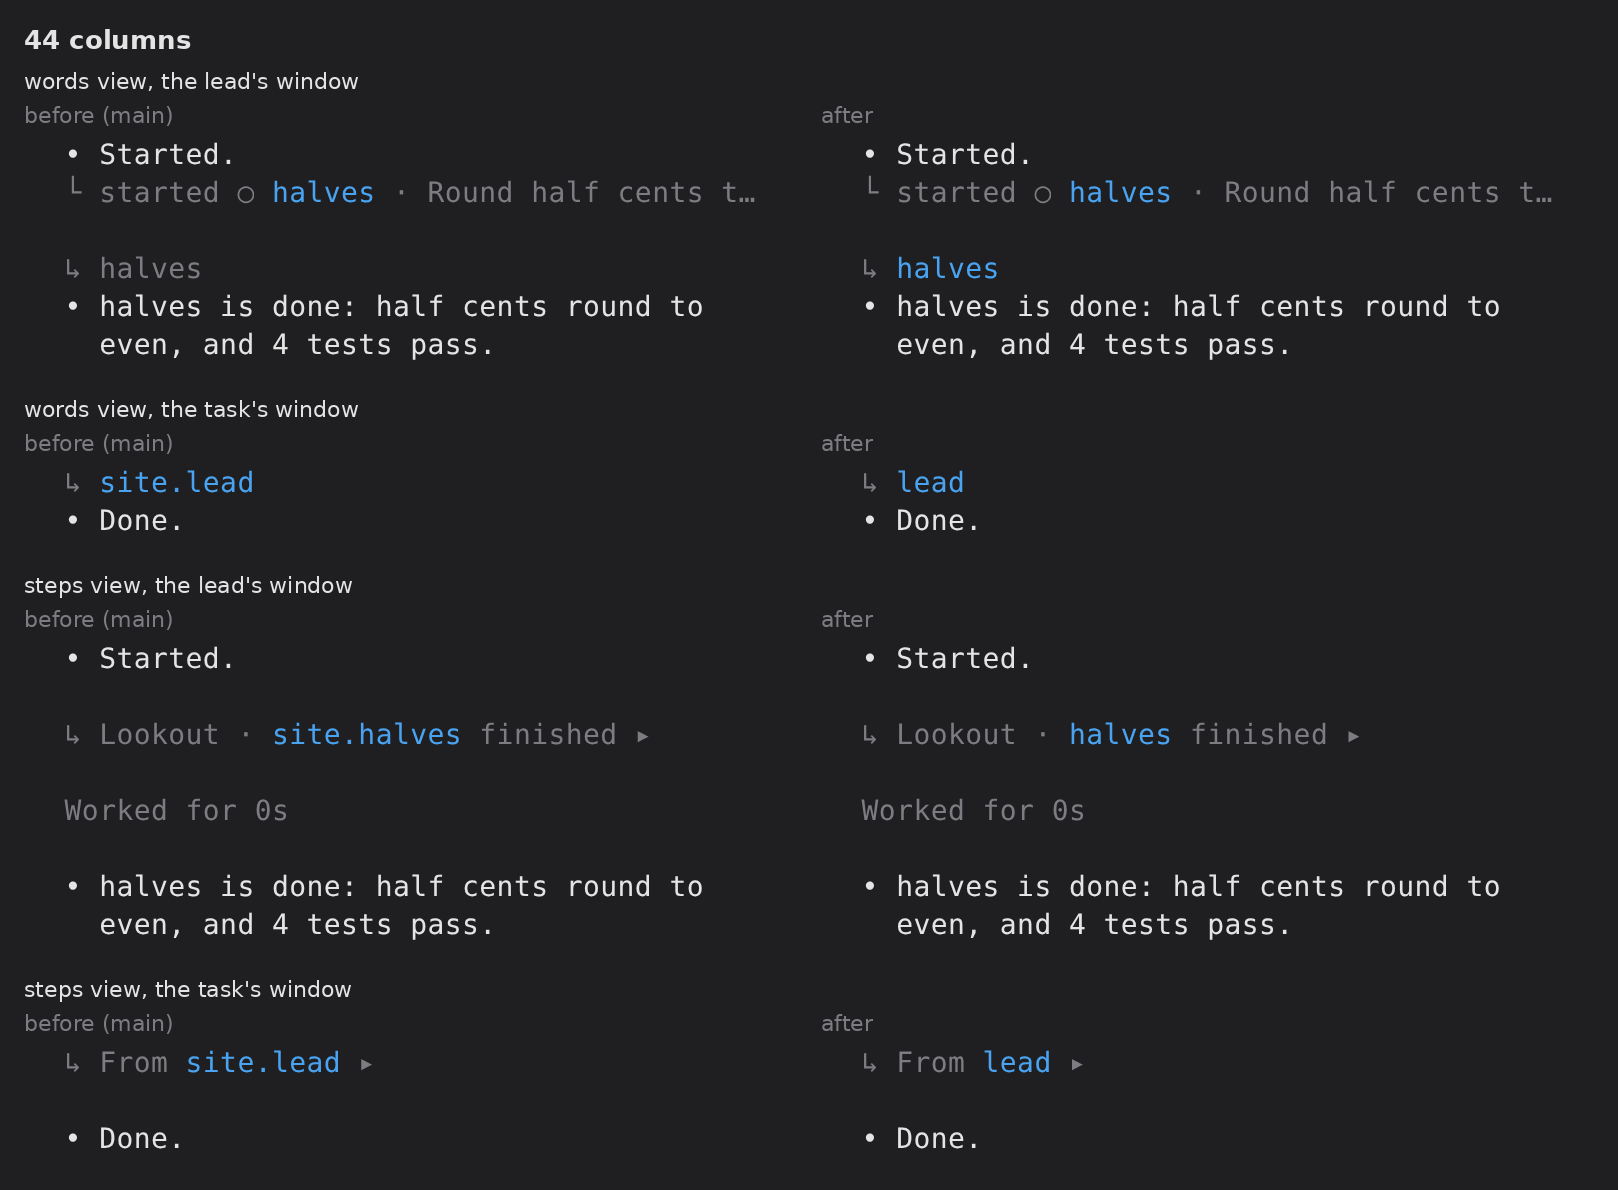 44 columns
words view, the lead's window
before (main)
• Started.
└ started ○ halves · Round half cents t…
↳ halves
• halves is done: half cents round to
even, and 4 tests pass.
after
• Started.
└ started ○ halves · Round half cents t…
↳ halves
• halves is done: half cents round to
even, and 4 tests pass.
words view, the task's window
before (main)
↳ site.lead
• Done.
after
↳ lead
• Done.
steps view, the lead's window
before (main)
• Started.
↳ Lookout · site.halves finished ▸
Worked for 0s
• halves is done: half cents round to
even, and 4 tests pass.
after
• Started.
↳ Lookout · halves finished ▸
Worked for 0s
• halves is done: half cents round to
even, and 4 tests pass.
steps view, the task's window
before (main)
↳ From site.lead ▸
• Done.
after
↳ From lead ▸
• Done.